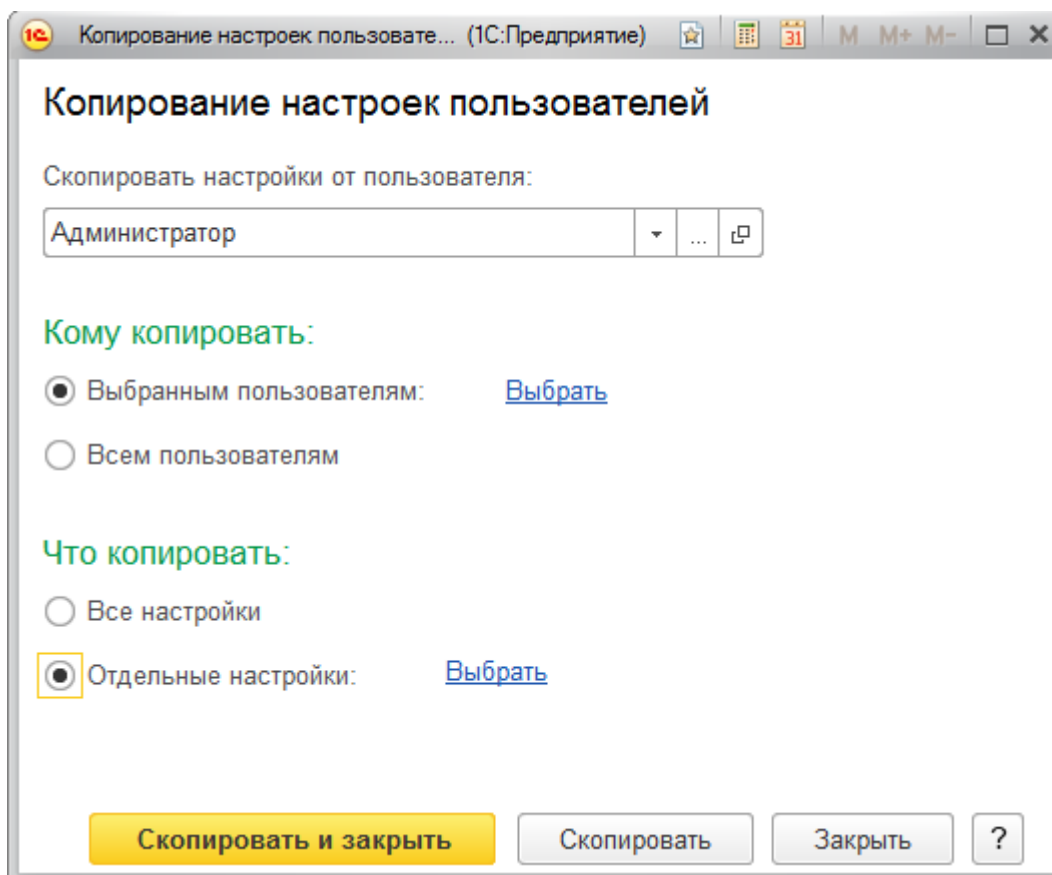 1С Копирование настроек пользовате... (1С:Предприятие) 31 M M+ M-
Копирование настроек пользователей
Скопировать настройки от пользователя:
Администратор ...
Кому копировать:
Выбранным пользователям: Выбрать
Всем пользователям
Что копировать:
Все настройки
Отдельные настройки: Выбрать
Скопировать и закрыть Скопировать Закрыть ?